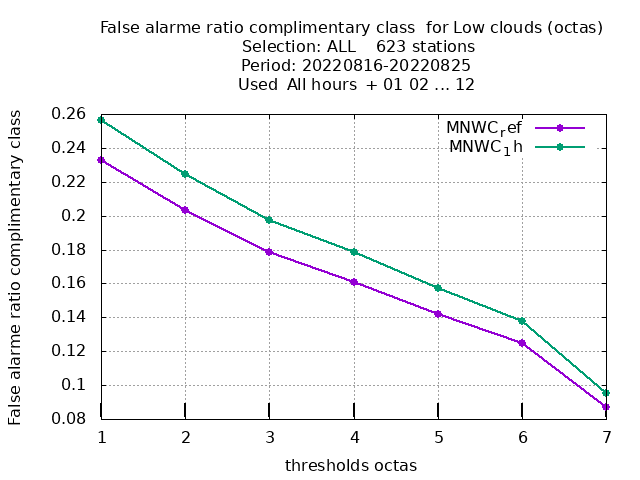 False alarme ratio complimentary class  for Low clouds (octas)
Selection: ALL    623 stations
Period: 20220816-20220825
Used  All hours  + 01 02 ... 12
False alarme ratio complimentary class
0.26
0.24
0.22
0.2
0.18
0.16
0.14
0.12
0.1
0.08
MNWC_ref
MNWC_1h
1 2 3 4 5 6 7
thresholds octas